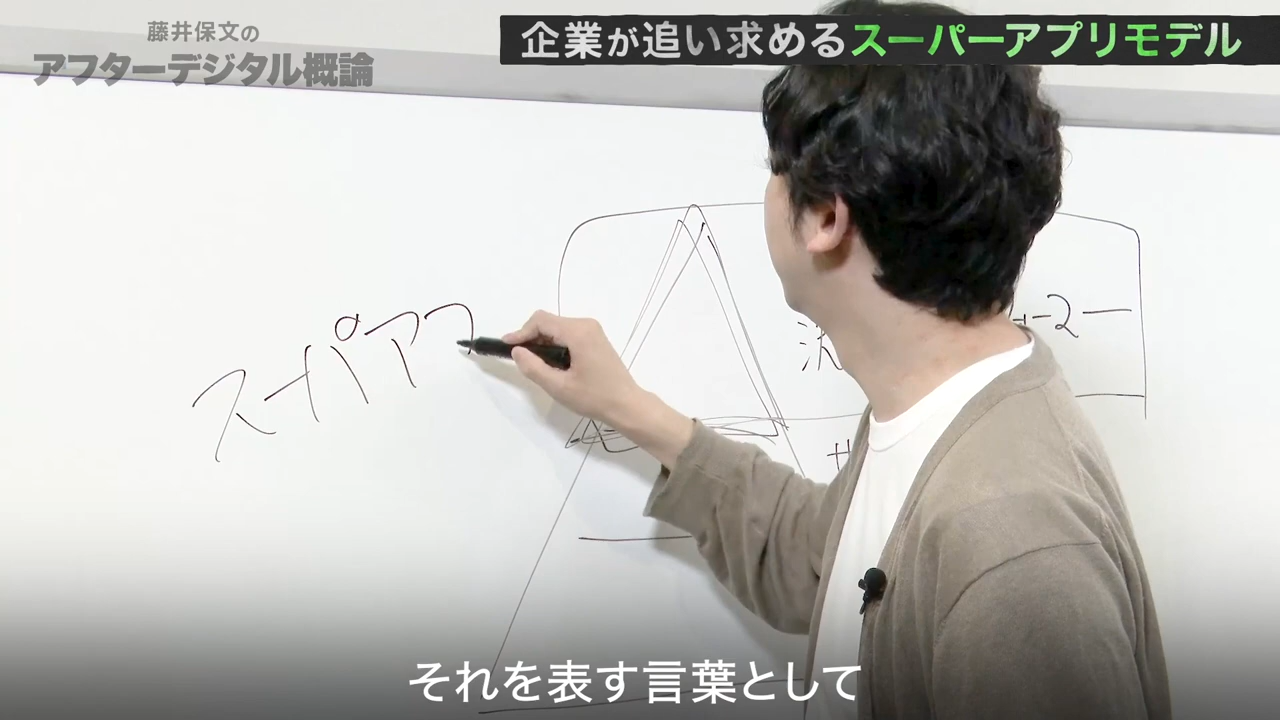 藤井保文の
アフターデジタル概論
企業が追い求めるスーパーアプリモデル
スーパアフ
それを表す言葉として